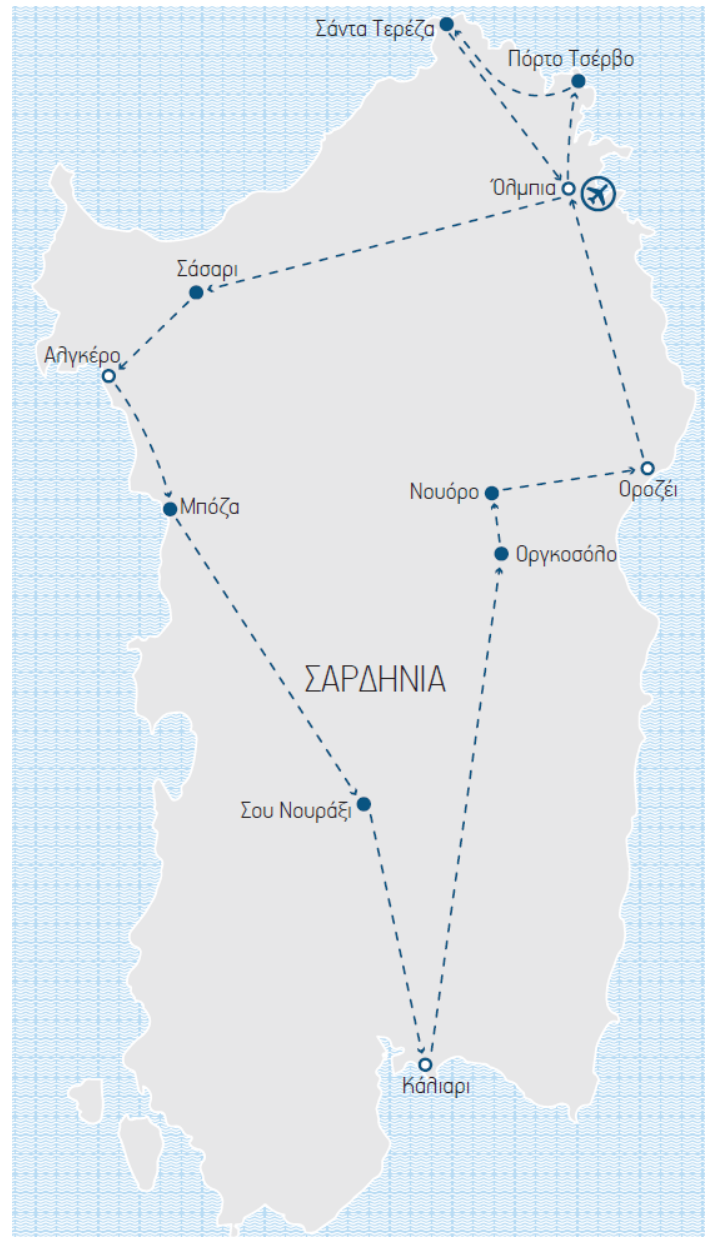 Σάντα Τερέζα
Πόρτο Τσέρβο
Όλμπια
Σάσαρι
Αλγκέρο
Οροζέι
Νουόρο
Μπόζα
Οργκοσόλο
ΣΑΡΔΗΝΙΑ
Σου Νουράξι
Κάλιαρι